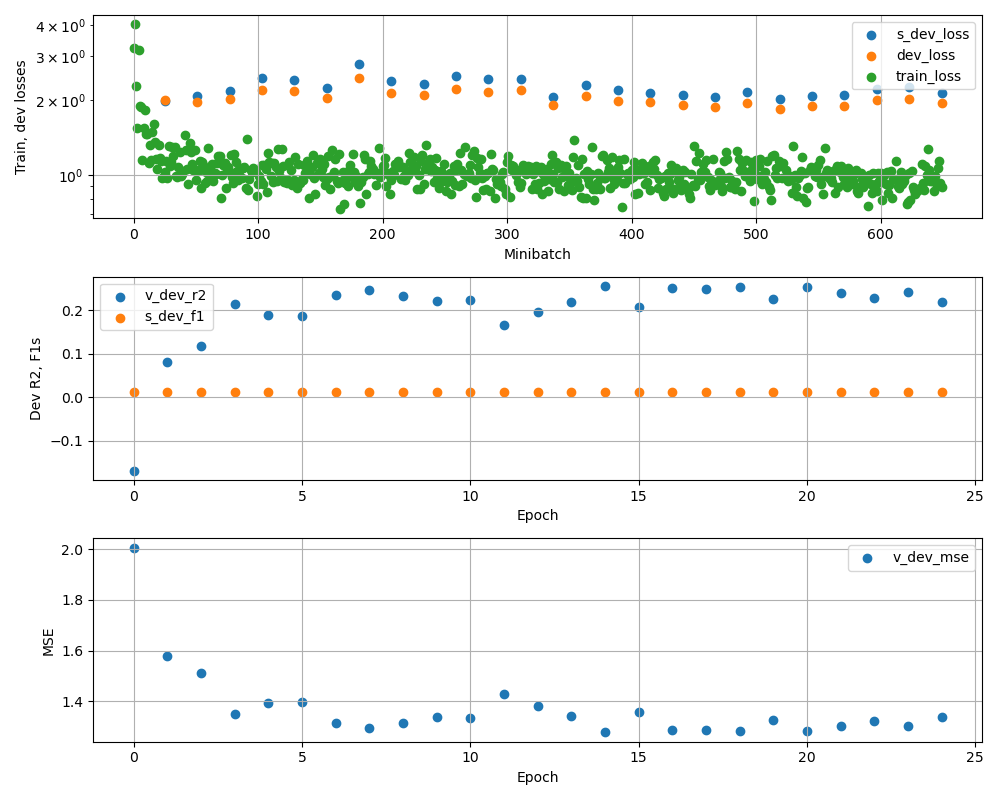 4 × 10⁰
3 × 10⁰
2 × 10⁰
10⁰
Train, dev losses
s_dev_loss
dev_loss
train_loss
0 100 200 300 400 500 600
Minibatch
0.2
0.1
0.0
−0.1
Dev R2, F1s
v_dev_r2
s_dev_f1
0 5 10 15 20 25
Epoch
2.0
1.8
1.6
1.4
MSE
v_dev_mse
0 5 10 15 20 25
Epoch